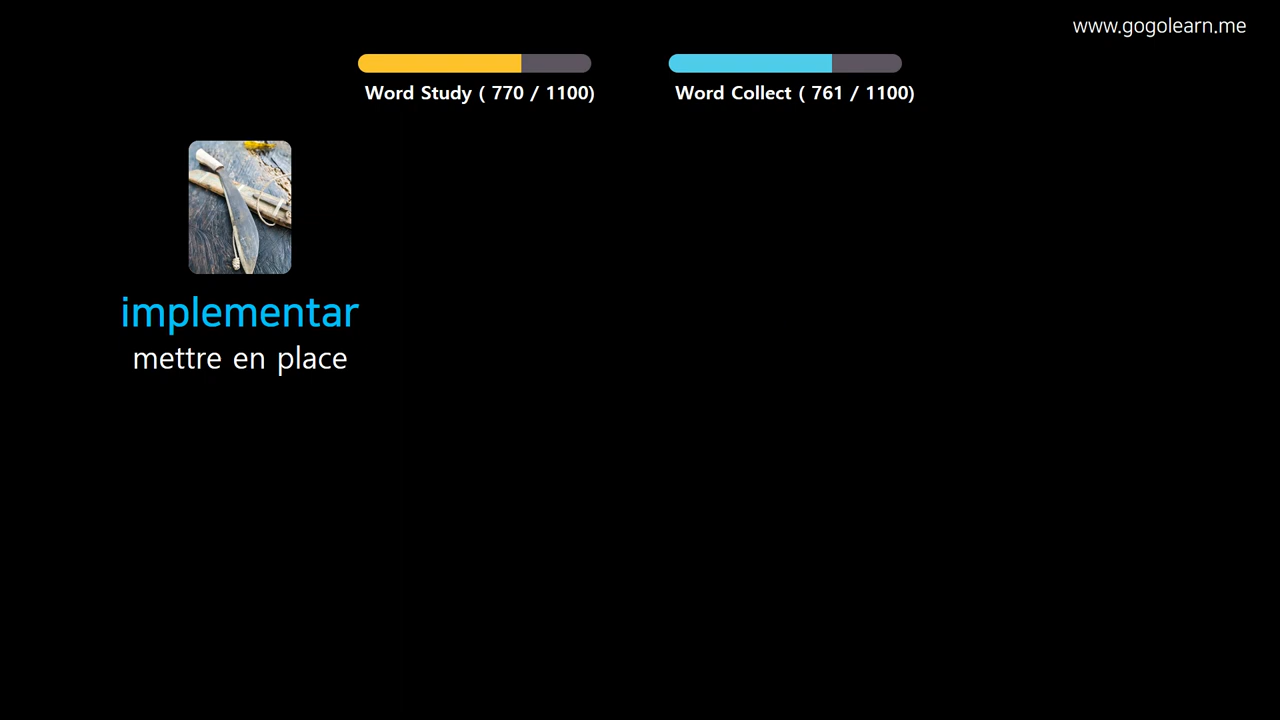 www.gogolearn.me
Word Study ( 770 / 1100)
Word Collect ( 761 / 1100)
implementar
mettre en place